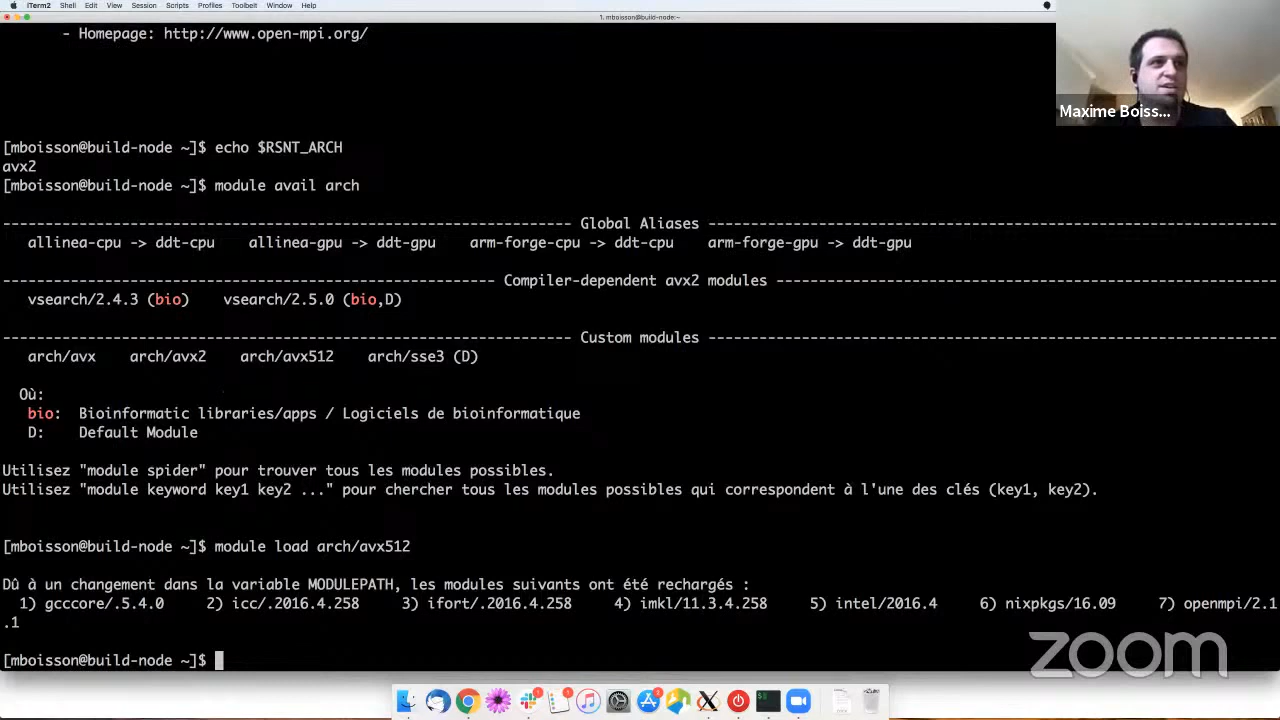 iTerm2 Shell Edit View Session Scripts Profiles Toolbelt Window Help
1. mboisson@build-node:~
- Homepage: http://www.open-mpi.org/
Maxime Boiss...
[mboisson@build-node ~]$ echo $RSNT_ARCH
avx2
[mboisson@build-node ~]$ module avail arch
---------------------------------------------------------------------- Global Aliases ----------------------------------------------------------------------
allinea-cpu -> ddt-cpu allinea-gpu -> ddt-gpu arm-forge-cpu -> ddt-cpu arm-forge-gpu -> ddt-gpu
------------------------------------------------------------- Compiler-dependent avx2 modules -------------------------------------------------------------
vsearch/2.4.3 (bio) vsearch/2.5.0 (bio,D)
---------------------------------------------------------------------- Custom modules ----------------------------------------------------------------------
arch/avx arch/avx2 arch/avx512 arch/sse3 (D)
Où:
bio: Bioinformatic libraries/apps / Logiciels de bioinformatique
D: Default Module
Utilisez "module spider" pour trouver tous les modules possibles.
Utilisez "module keyword key1 key2 ..." pour chercher tous les modules possibles qui correspondent à l'une des clés (key1, key2).
[mboisson@build-node ~]$ module load arch/avx512
Dû à un changement dans la variable MODULEPATH, les modules suivants ont été rechargés :
1) gcccore/.5.4.0 2) icc/.2016.4.258 3) ifort/.2016.4.258 4) imkl/11.3.4.258 5) intel/2016.4 6) nixpkgs/16.09 7) openmpi/2.1
.1
[mboisson@build-node ~]$
zoom